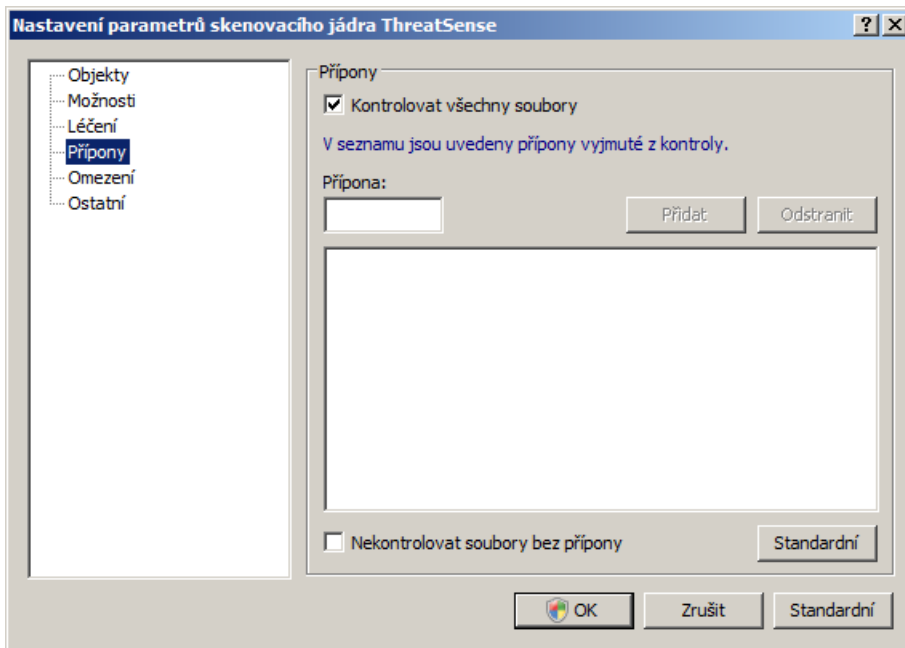 Nastavení parametrů skenovacího jádra ThreatSense
Objekty
Možnosti
Léčení
Přípony
Omezení
Ostatní
Přípony
Kontrolovat všechny soubory
V seznamu jsou uvedeny přípony vyjmuté z kontroly.
Přípona:
Přidat Odstranit
Nekontrolovat soubory bez přípony Standardní
OK Zrušit Standardní